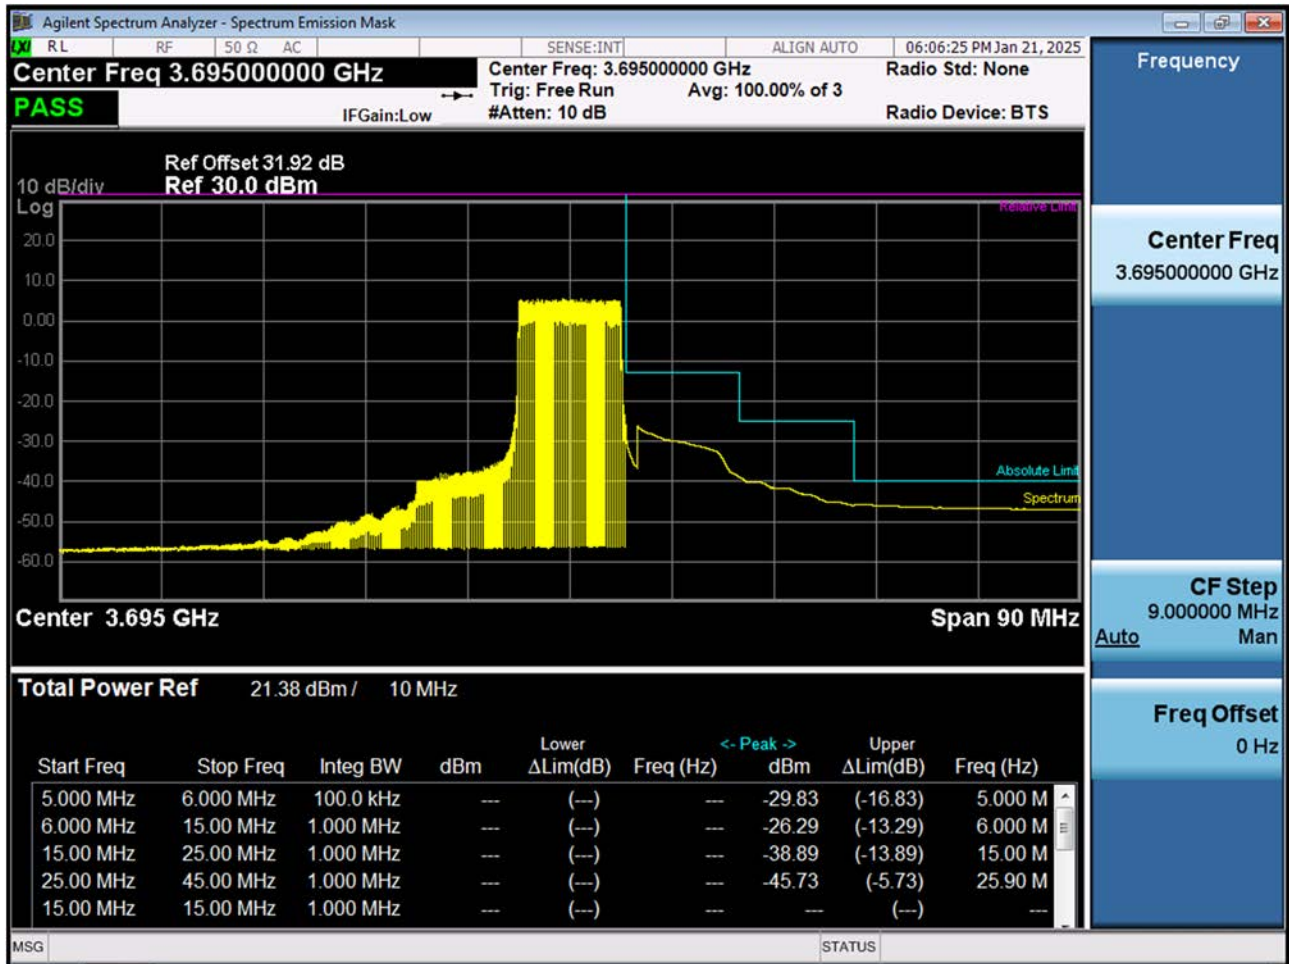 Agilent Spectrum Analyzer - Spectrum Emission Mask
LXI RL RF 50 Ω AC SENSE:INT ALIGN AUTO 06:06:25 PM Jan 21, 2025
Center Freq 3.695000000 GHz
Center Freq: 3.695000000 GHz Radio Std: None
Trig: Free Run Avg: 100.00% of 3
PASS
IFGain:Low #Atten: 10 dB Radio Device: BTS
Ref Offset 31.92 dB
10 dB/div Ref 30.0 dBm
Log
Relative Limit
20.0
10.0
0.00
-10.0
-20.0
-30.0
-40.0
-50.0
-60.0
Absolute Limit
Spectrum
Center 3.695 GHz Span 90 MHz
Total Power Ref 21.38 dBm / 10 MHz
Lower <- Peak -> Upper
Start Freq Stop Freq Integ BW dBm ΔLim(dB) Freq (Hz) dBm ΔLim(dB) Freq (Hz)
5.000 MHz 6.000 MHz 100.0 kHz --- (---) --- -29.83 (-16.83) 5.000 M
6.000 MHz 15.00 MHz 1.000 MHz --- (---) --- -26.29 (-13.29) 6.000 M
15.00 MHz 25.00 MHz 1.000 MHz --- (---) --- -38.89 (-13.89) 15.00 M
25.00 MHz 45.00 MHz 1.000 MHz --- (---) --- -45.73 (-5.73) 25.90 M
15.00 MHz 15.00 MHz 1.000 MHz --- (---) --- --- (---) ---
MSG STATUS
Frequency
Center Freq
3.695000000 GHz
CF Step
9.000000 MHz
Auto Man
Freq Offset
0 Hz